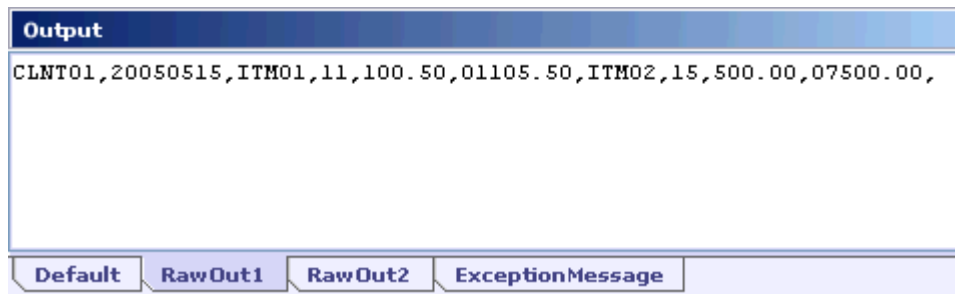 Output
CLNT01,20050515,ITM01,11,100.50,01105.50,ITM02,15,500.00,07500.00,
Default RawOut1 RawOut2 ExceptionMessage